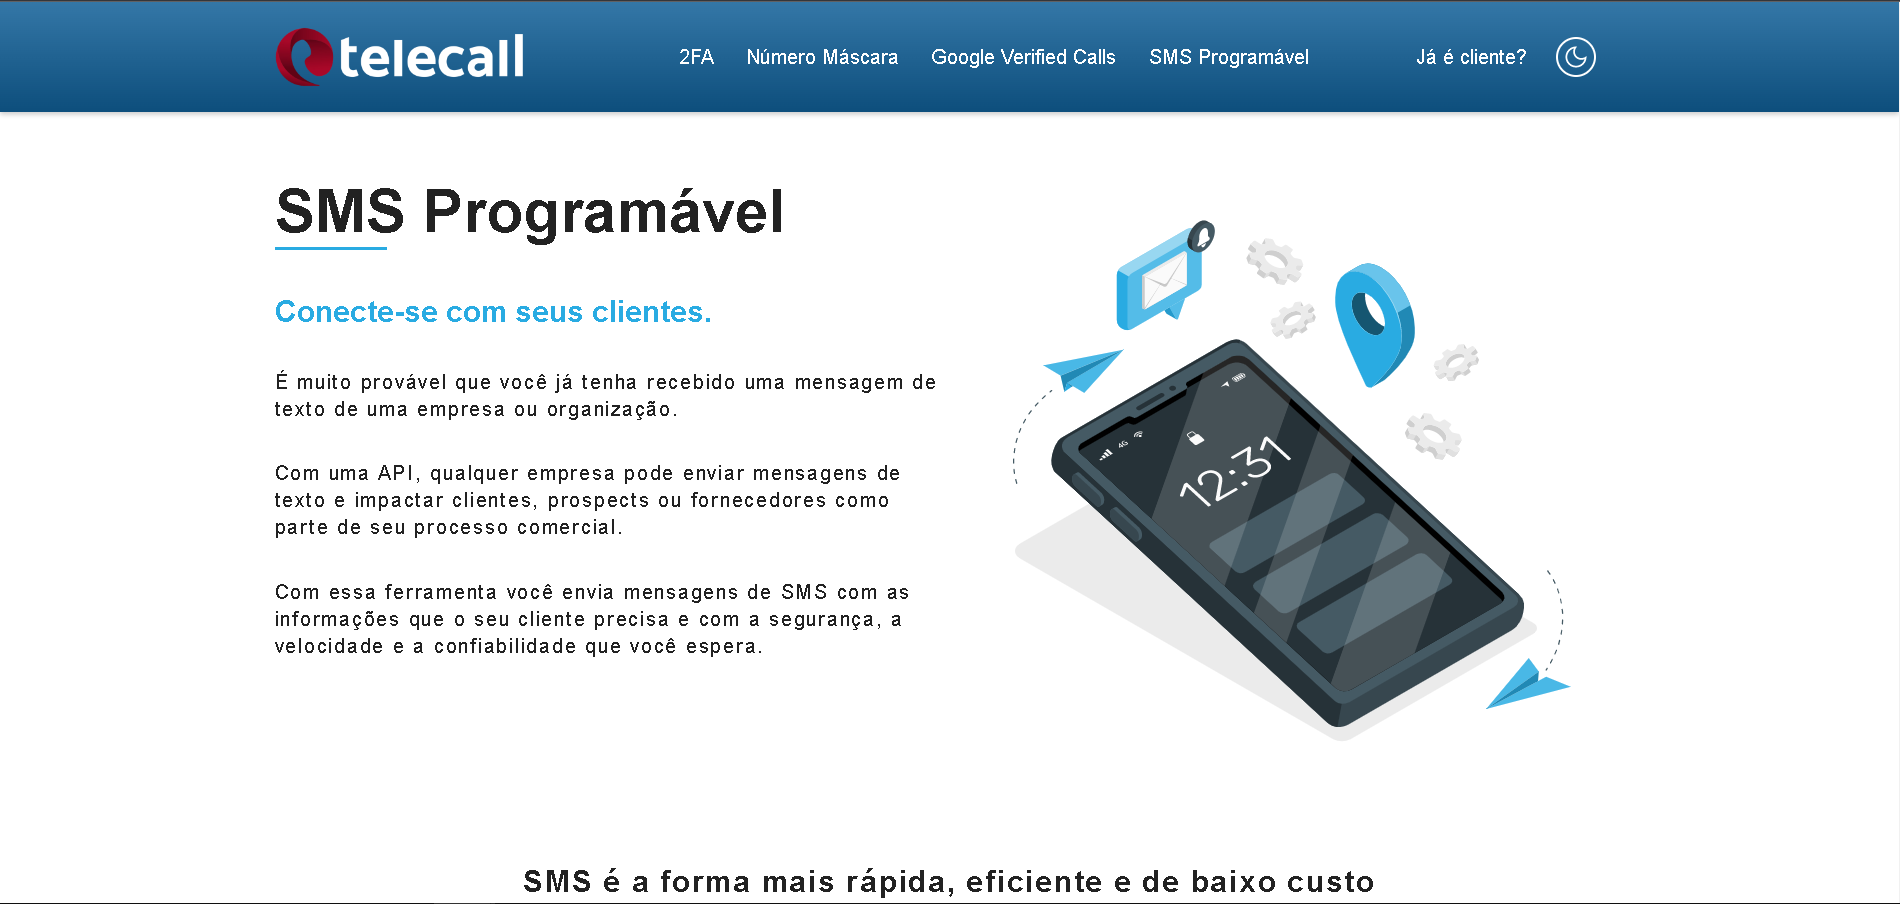 telecall
2FA
Número Máscara
Google Verified Calls
SMS Programável
Já é cliente?
SMS Programável
Conecte-se com seus clientes.
É muito provável que você já tenha recebido uma mensagem de
texto de uma empresa ou organização.
Com uma API, qualquer empresa pode enviar mensagens de
texto e impactar clientes, prospects ou fornecedores como
parte de seu processo comercial.
Com essa ferramenta você envia mensagens de SMS com as
informações que o seu cliente precisa e com a segurança, a
velocidade e a confiabilidade que você espera.
4G
12:31
SMS é a forma mais rápida, eficiente e de baixo custo